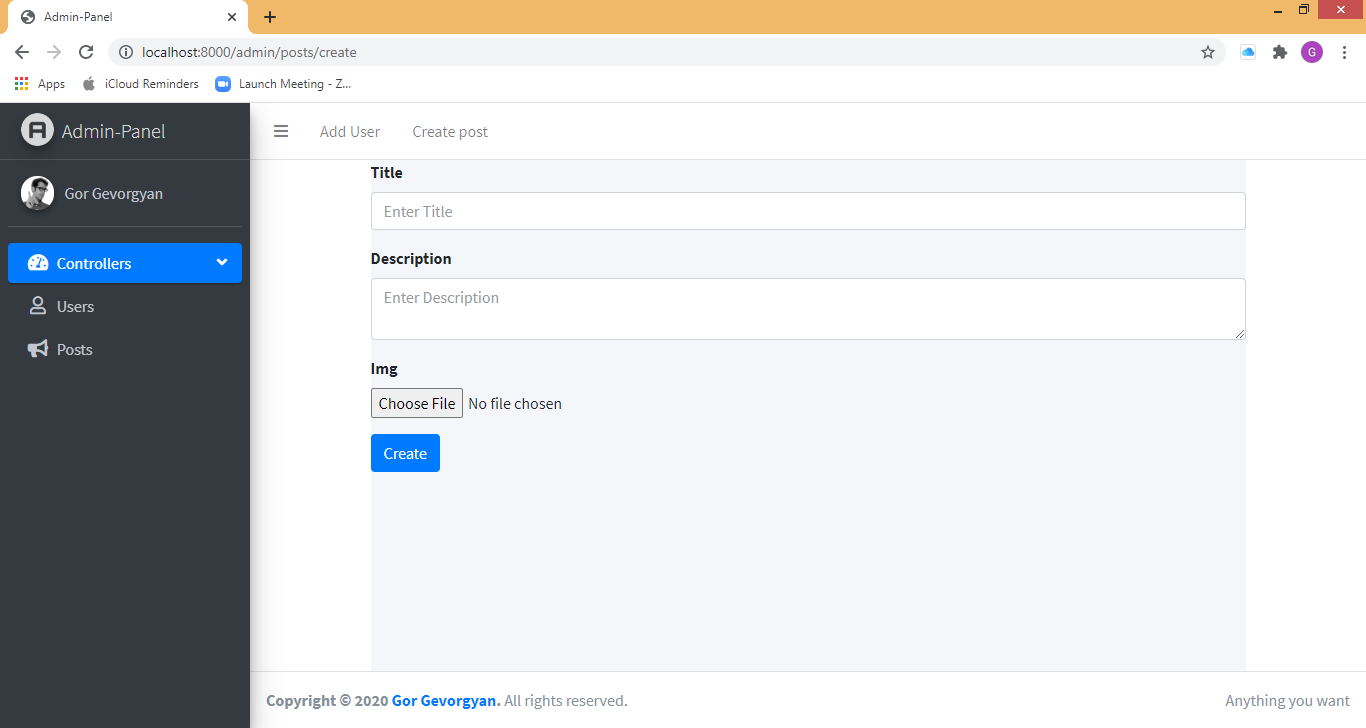 Admin-Panel
localhost:8000/admin/posts/create
G
Apps
iCloud Reminders
Launch Meeting - Z...
Admin-Panel
Add User
Create post
Gor Gevorgyan
Controllers
Users
Posts
Title
Enter Title
Description
Enter Description
Img
Choose File No file chosen
Create
Copyright © 2020 Gor Gevorgyan. All rights reserved.
Anything you want